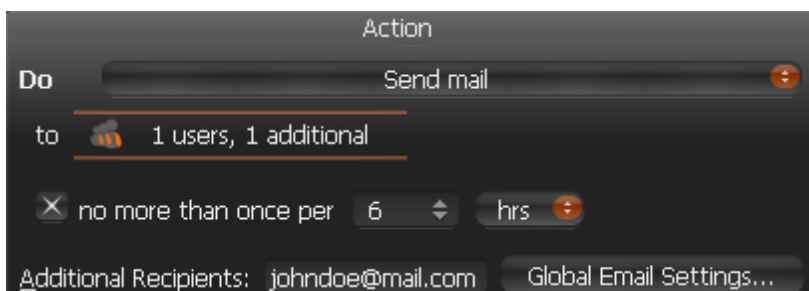 Action
Do Send mail
to 1 users, 1 additional
no more than once per 6 hrs
Additional Recipients: johndoe@mail.com Global Email Settings...